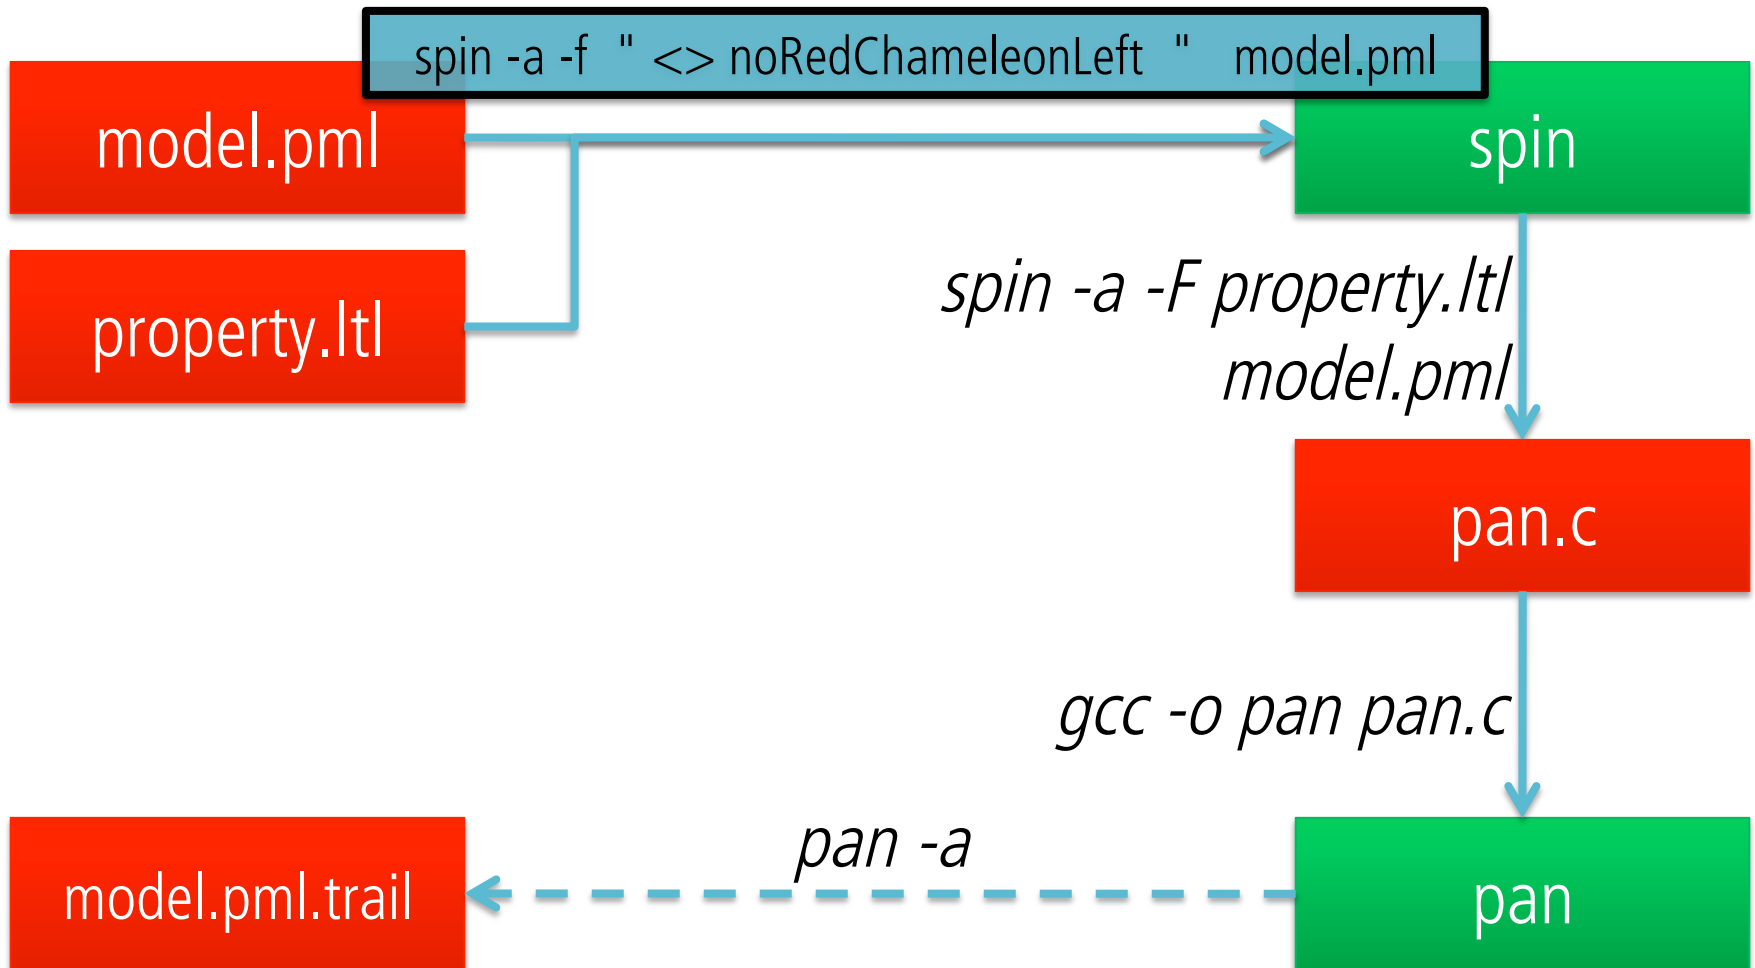 spin -a -f " <> noRedChameleonLeft " model.pml
model.pml
spin
property.ltl
spin -a -F property.ltl
model.pml
pan.c
gcc -o pan pan.c
pan -a
model.pml.trail
pan